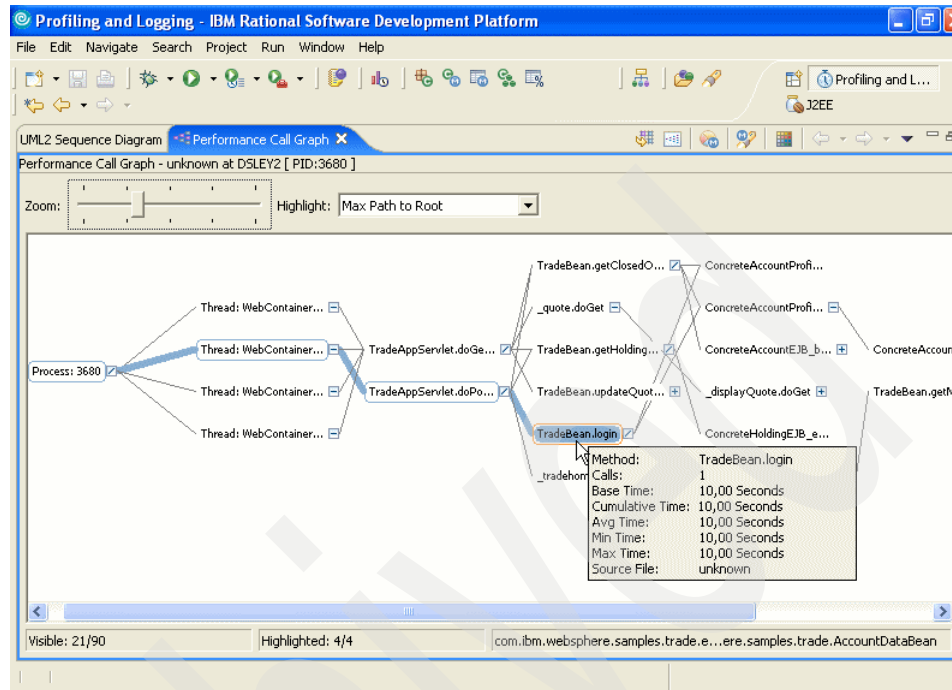 Profiling and Logging - IBM Rational Software Development Platform
File Edit Navigate Search Project Run Window Help
Profiling and L...
J2EE
UML2 Sequence Diagram Performance Call Graph
Performance Call Graph - unknown at DSLEY2 [ PID:3680 ]
Zoom: Highlight: Max Path to Root
TradeBean.getClosedO... ConcreteAccountProfi...
Thread: WebContainer... _quote.doGet ConcreteAccountProfi...
Thread: WebContainer... TradeAppServlet.doGe... TradeBean.getHolding... ConcreteAccountEJB_b... ConcreteAccoun
Process: 3680
Thread: WebContainer... TradeAppServlet.doPo... TradeBean.updateQuot... _displayQuote.doGet TradeBean.getM
Thread: WebContainer... TradeBean.login ConcreteHoldingEJB_e...
_tradehom
Method: TradeBean.login
Calls: 1
Base Time: 10,00 Seconds
Cumulative Time: 10,00 Seconds
Avg Time: 10,00 Seconds
Min Time: 10,00 Seconds
Max Time: 10,00 Seconds
Source File: unknown
Visible: 21/90 Highlighted: 4/4 com.ibm.websphere.samples.trade.e...ere.samples.trade.AccountDataBean